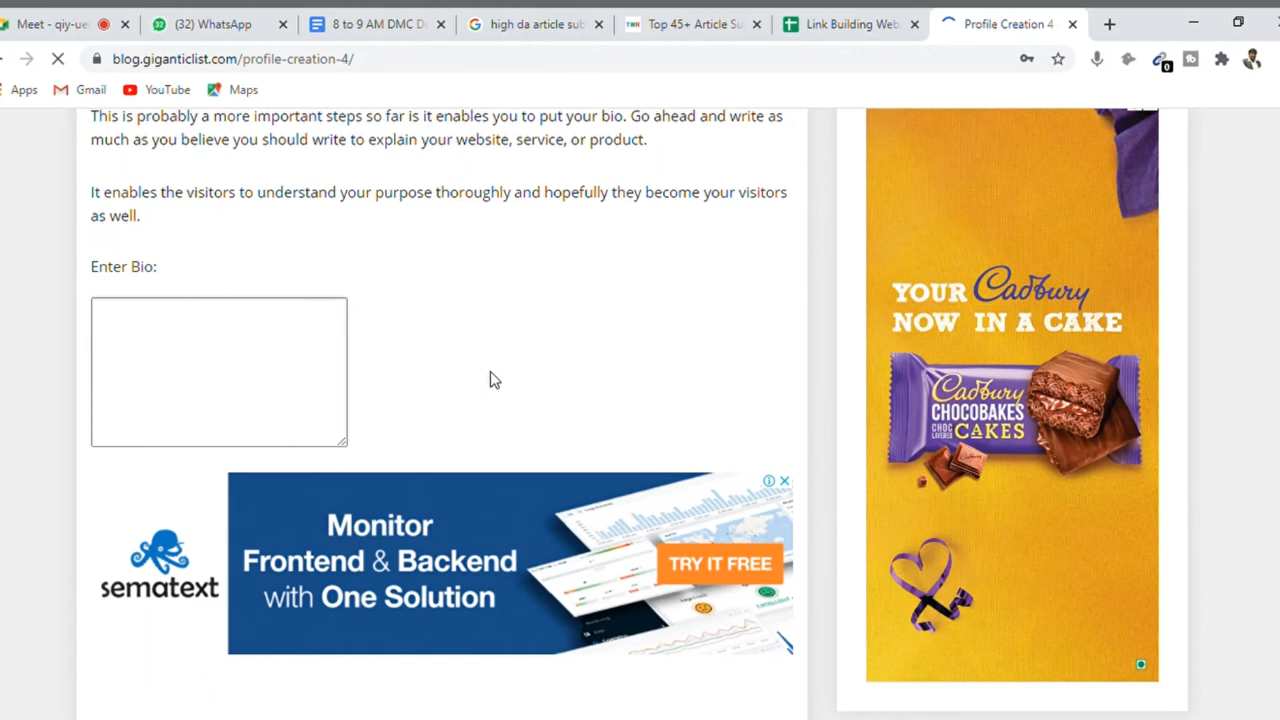 Meet - qiy-ue
(32) WhatsApp
8 to 9 AM DMC D
high da article sub
Top 45+ Article Su
Link Building Web
Profile Creation 4
blog.giganticlist.com/profile-creation-4/
0
Apps
Gmail
YouTube
Maps
This is probably a more important steps so far is it enables you to put your bio. Go ahead and write as
much as you believe you should write to explain your website, service, or product.
It enables the visitors to understand your purpose thoroughly and hopefully they become your visitors
as well.
Enter Bio:
sematext
Monitor
Frontend & Backend
with One Solution
TRY IT FREE
YOUR Cadbury
NOW IN A CAKE
Cadbury
CHOCOBAKES
CHOC LAYERED CAKES